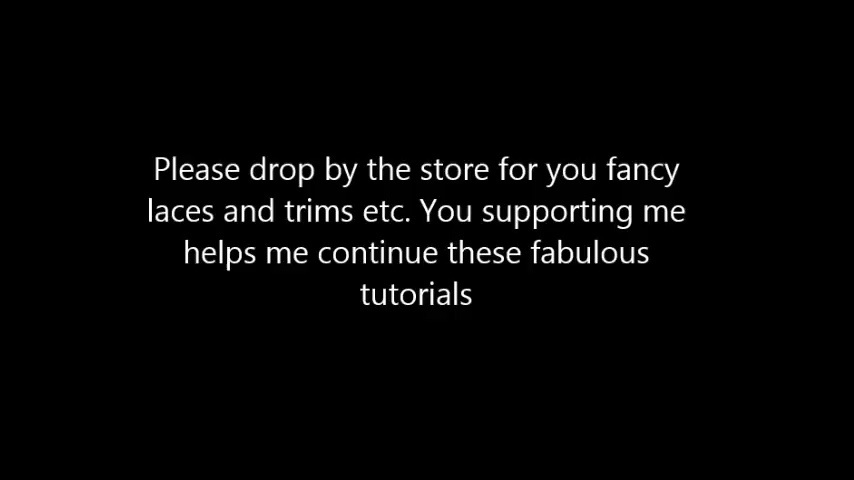 Please drop by the store for you fancy
laces and trims etc. You supporting me
helps me continue these fabulous
tutorials